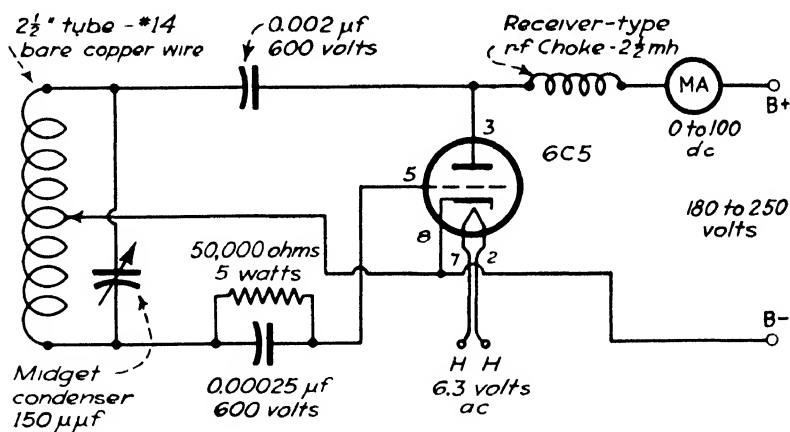 2½" tube - #14
bare copper wire
0.002 μf
600 volts
Receiver-type
rf Choke - 2½ mh
MA
B+
0 to 100
dc
3
6C5
5
8
7
2
180 to 250
volts
50,000 ohms
5 watts
B-
H H
6.3 volts
ac
0.00025 μf
600 volts
Midget
condenser
150 μμf